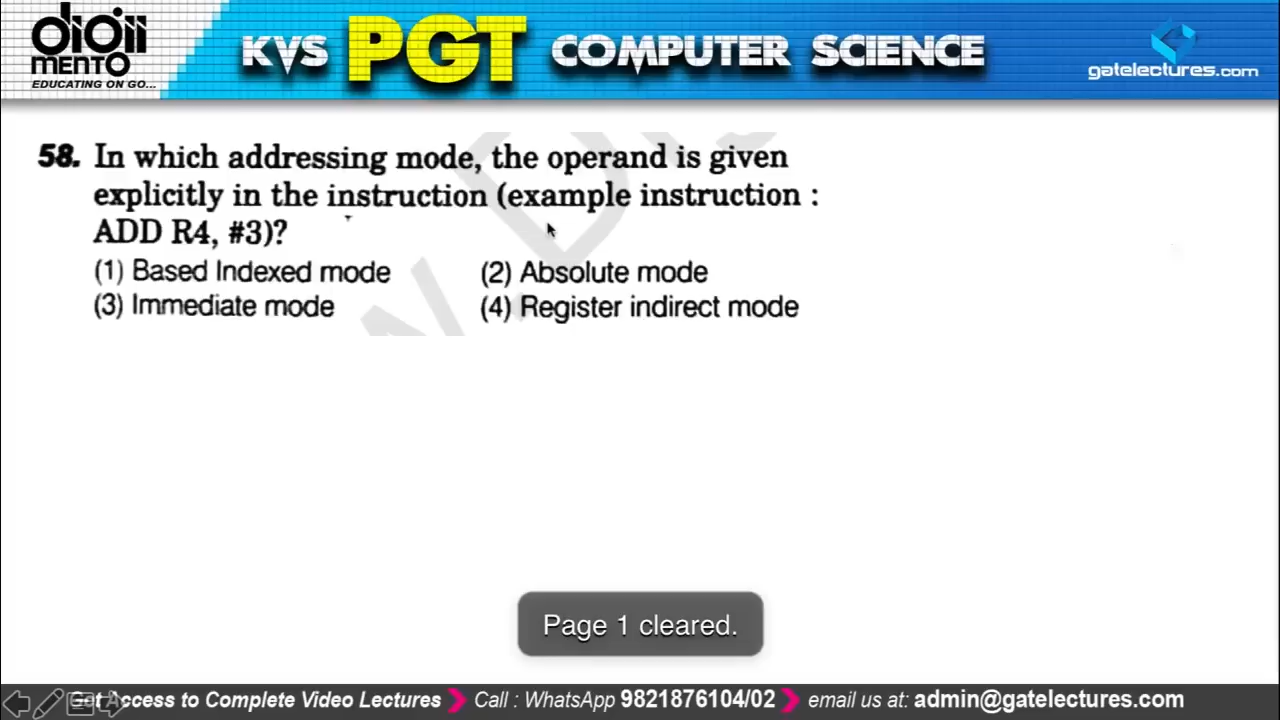 diGii
MENTO
EDUCATING ON GO...
KVS PGT COMPUTER SCIENCE
gatelectures.com
58. In which addressing mode, the operand is given
explicitly in the instruction (example instruction :
ADD R4, #3)?
(1) Based Indexed mode (2) Absolute mode
(3) Immediate mode (4) Register indirect mode
Page 1 cleared.
Get Access to Complete Video Lectures Call : WhatsApp 9821876104/02 email us at: admin@gatelectures.com